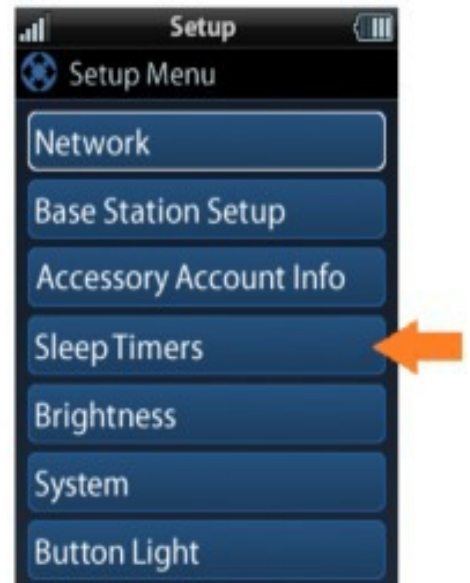 Setup
Setup Menu
Network
Base Station Setup
Accessory Account Info
Sleep Timers
Brightness
System
Button Light